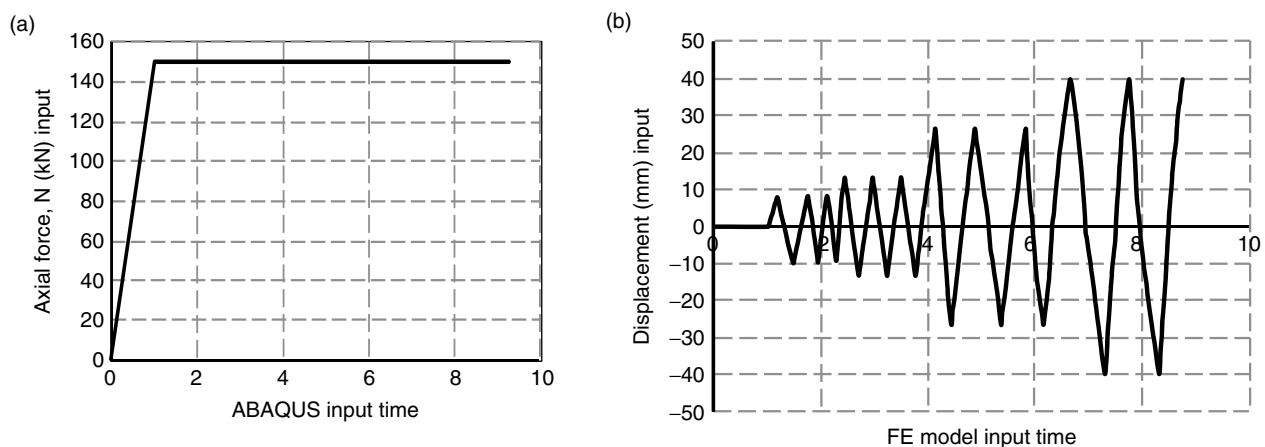 (a)
160
140
120
100
80
60
40
20
0
Axial force, N (kN) input
0 2 4 6 8 10
ABAQUS input time
(b)
50
40
30
20
10
0
−10
−20
−30
−40
−50
Displacement (mm) input
0 2 4 6 8 10
FE model input time